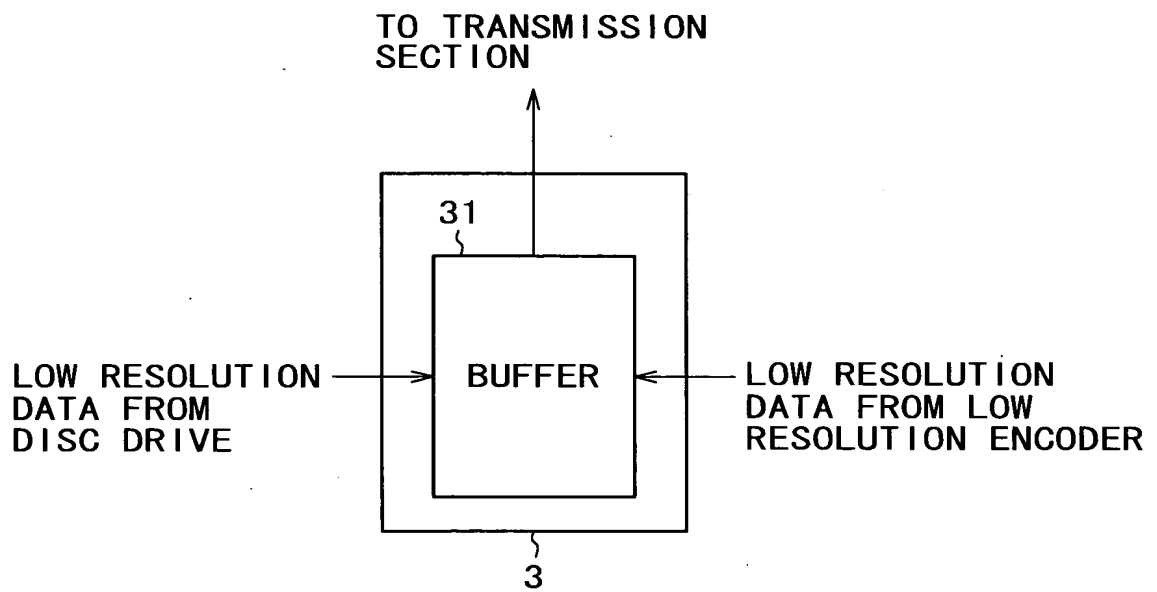 TO TRANSMISSION
SECTION
31
LOW RESOLUTION
DATA FROM
DISC DRIVE
BUFFER
LOW RESOLUTION
DATA FROM LOW
RESOLUTION ENCODER
3